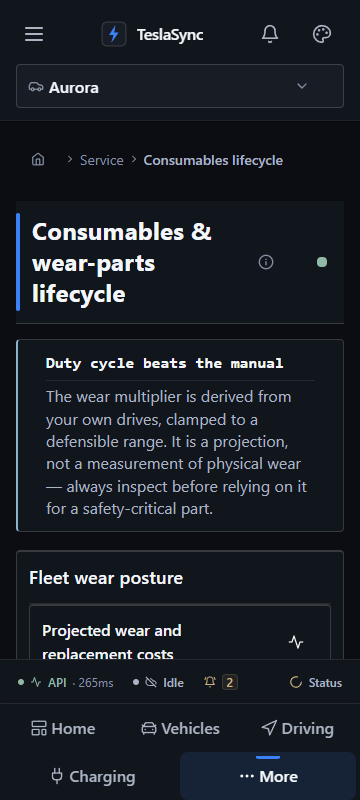 TeslaSync
Aurora
Service
Consumables lifecycle
Consumables &
wear-parts
lifecycle
Duty cycle beats the manual
The wear multiplier is derived from
your own drives, clamped to a
defensible range. It is a projection,
not a measurement of physical wear
— always inspect before relying on it
for a safety-critical part.
Fleet wear posture
Projected wear and
replacement costs
API · 265ms
Idle
2
Status
Home
Vehicles
Driving
Charging
More